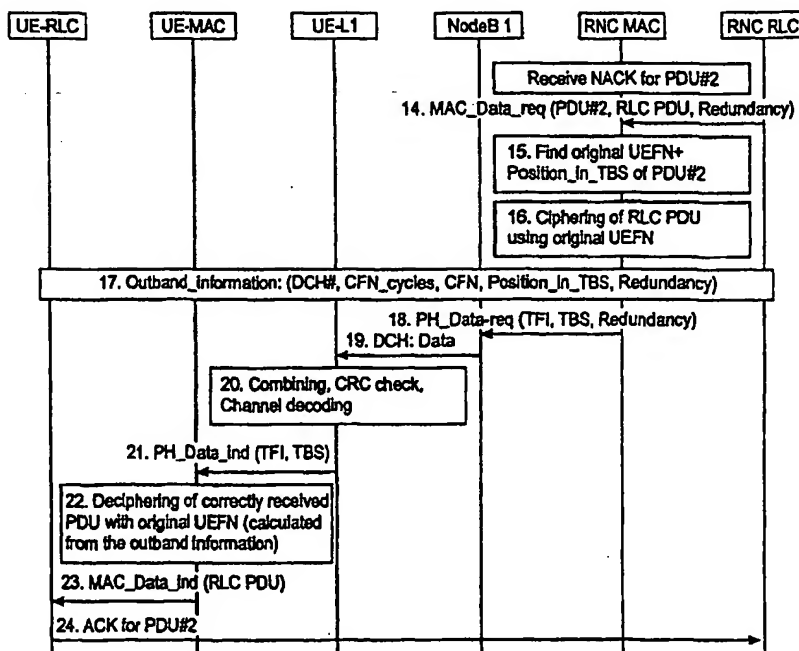 UE-RLC UE-MAC UE-L1 NodeB 1 RNC MAC RNC RLC
Receive NACK for PDU#2
14. MAC_Data_req (PDU#2, RLC PDU, Redundancy)
15. Find original UEFN+
Position_in_TBS of PDU#2
16. Ciphering of RLC PDU
using original UEFN
17. Outband_information: (DCH#, CFN_cycles, CFN, Position_in_TBS, Redundancy)
18. PH_Data-req (TFI, TBS, Redundancy)
19. DCH: Data
20. Combining, CRC check,
Channel decoding
21. PH_Data_ind (TFI, TBS)
22. Deciphering of correctly received
PDU with original UEFN (calculated
from the outband information)
23. MAC_Data_ind (RLC PDU)
24. ACK for PDU#2